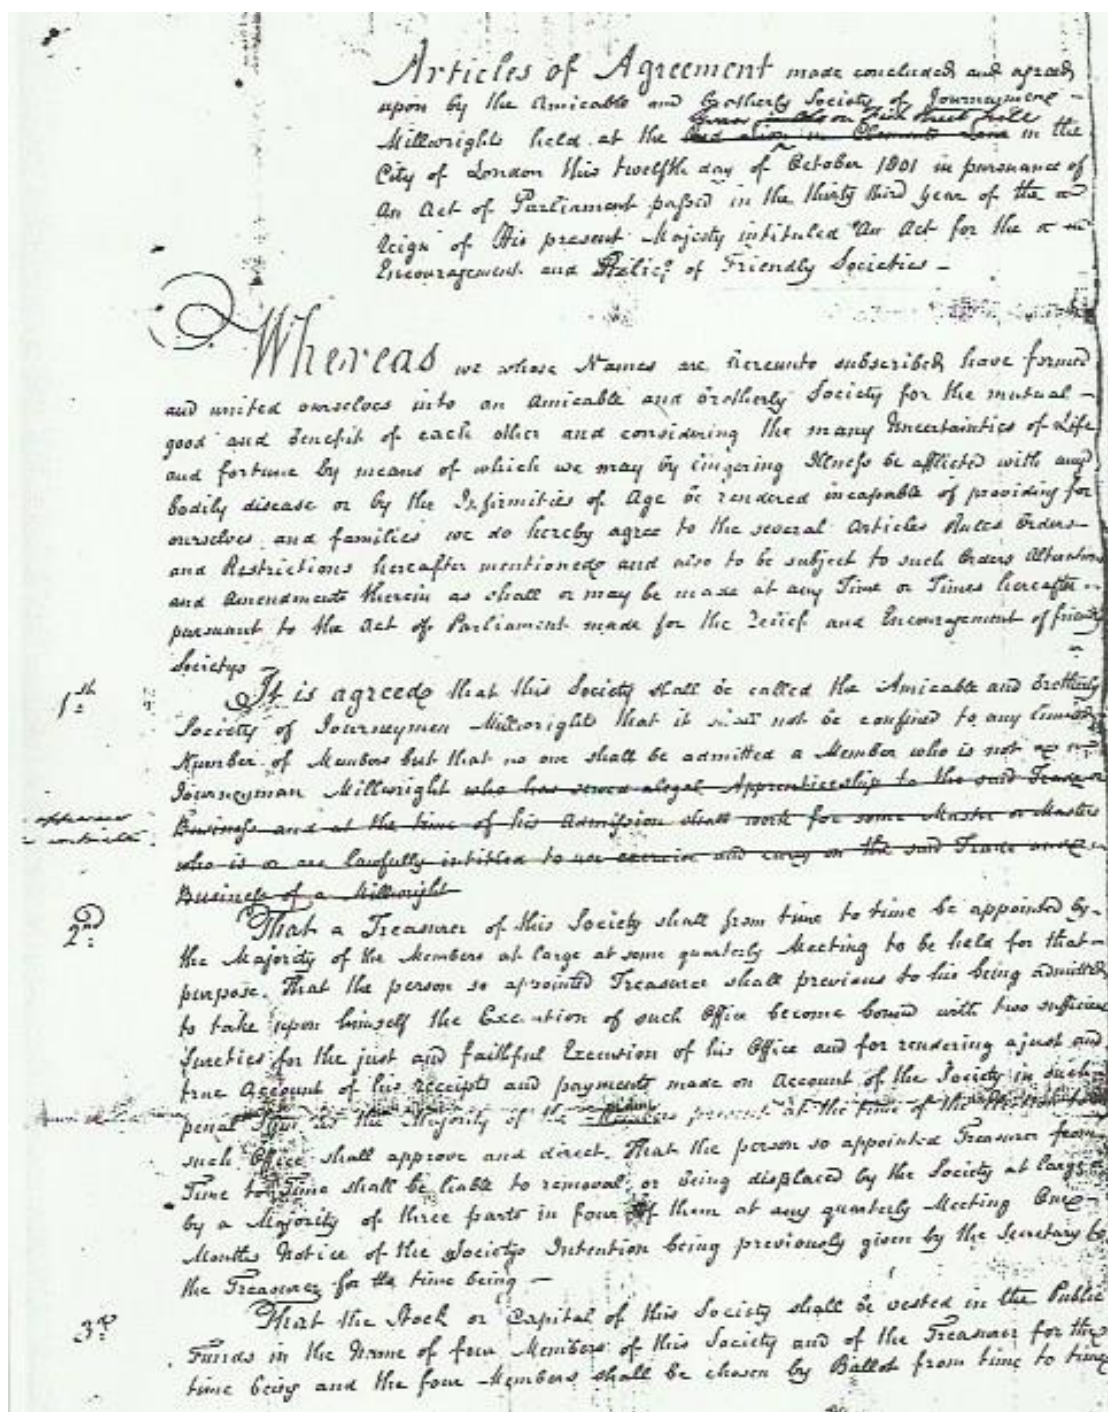 Articles of Agreement made concluded and agreed
upon by the Amicable and Brotherly Society of Journeymen
Swan in Fish Street Hill
Millwrights held at the Red Lion in Clements Lane in the
City of London this twelfth day of October 1801 in pursuance of
An Act of Parliament passed in the thirty third year of the
Reign of His present Majesty intituled An Act for the
Encouragement and Relief of Friendly Societies
Whereas we whose Names are hereunto subscribed have formed
and united ourselves into an Amicable and Brotherly Society for the mutual
good and benefit of each other and considering the many Uncertainties of Life
and fortune by means of which we may by lingering Illness be afflicted with any
bodily disease or by the Infirmities of Age be rendered incapable of providing for
ourselves and families we do hereby agree to the several Articles Rules Orders
and Restrictions hereafter mentioned and also to be subject to such Orders Alterations
and Amendments therein as shall or may be made at any Time or Times hereafter
pursuant to the Act of Parliament made for the Relief and Encouragement of friendly
Societys
1st It is agreed that this Society shall be called the Amicable and Brotherly
Society of Journeymen Millwrights that it shall not be confined to any limited
Number of Members but that no one shall be admitted a Member who is not a
Journeyman Millwright who has served a legal Apprenticeship to the said Trade or
Business and at the time of his Admission shall work for some Master or Masters
who is or are lawfully intitled to use exercise and carry on the said Trade and
Business of a Millwright
2nd That a Treasurer of this Society shall from time to time be appointed by
the Majority of the Members at large at some quarterly Meeting to be held for that
purpose. That the person so appointed Treasurer shall previous to his being admitted
to take upon himself the Execution of such Office become bound with two sufficient
Sureties for the just and faithful Execution of his Office and for rendering a just and
true Account of his receipts and payments made on Account of the Society in such
penal Sum as the Majority of the Members present at the time of the Election to
such Office shall approve and direct. That the person so appointed Treasurer from
Time to Time shall be liable to removal or being displaced by the Society at large
by a Majority of three parts in four of them at any quarterly Meeting One
Months Notice of the Societys Intention being previously given by the Secretary to
the Treasurer for the time being
3rd That the Stock or Capital of this Society shall be vested in the Public
Funds in the Name of four Members of this Society and of the Treasurer for the
time being and the four Members shall be chosen by Ballot from time to time